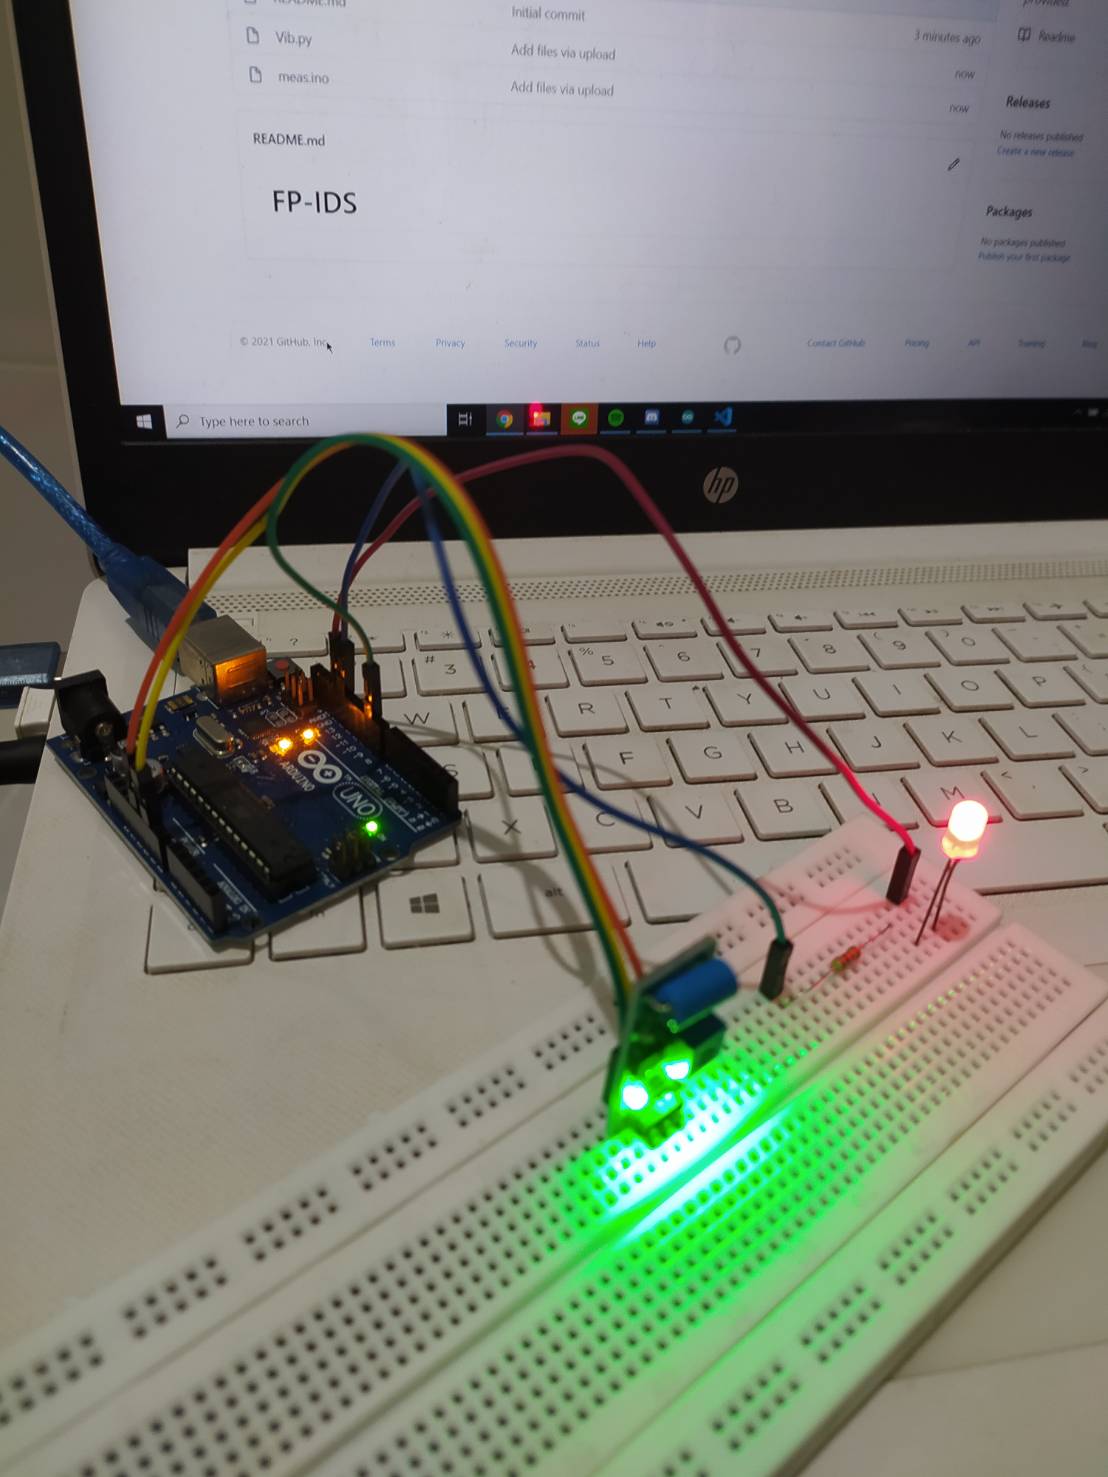 README.md
Initial commit
provided
Vib.py
Add files via upload
3 minutes ago
Readme
meas.ino
Add files via upload
now
now
Releases
README.md
No releases published
Create a new release
FP-IDS
Packages
No packages published
Publish your first package
© 2021 GitHub, Inc.
Terms
Privacy
Security
Status
Help
Contact GitHub
Pricing
API
Training
Blog
Type here to search
hp
# 3
4
% 5
6
7
8
( 9
) O
W
R
T
Y
U
I
O
P
F
G
H
J
K
L
X
C
V
B
M
alt
ARDUINO
UNO